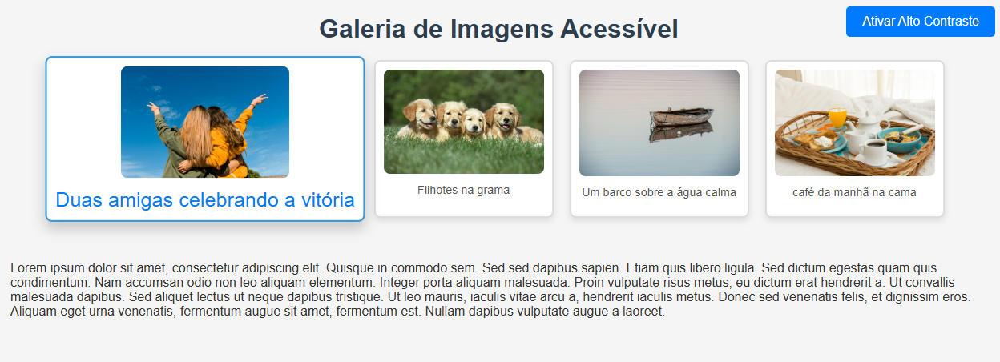 Galeria de Imagens Acessível
Ativar Alto Contraste
Duas amigas celebrando a vitória
Filhotes na grama
Um barco sobre a água calma
café da manhã na cama
Lorem ipsum dolor sit amet, consectetur adipiscing elit. Quisque in commodo sem. Sed sed dapibus sapien. Etiam quis libero ligula. Sed dictum egestas quam quis
condimentum. Nam accumsan odio non leo aliquam elementum. Integer porta aliquam malesuada. Proin vulputate risus metus, eu dictum erat hendrerit a. Ut convallis
malesuada dapibus. Sed aliquet lectus ut neque dapibus tristique. Ut leo mauris, iaculis vitae arcu a, hendrerit iaculis metus. Donec sed venenatis felis, et dignissim eros.
Aliquam eget urna venenatis, fermentum augue sit amet, fermentum est. Nullam dapibus vulputate augue a laoreet.